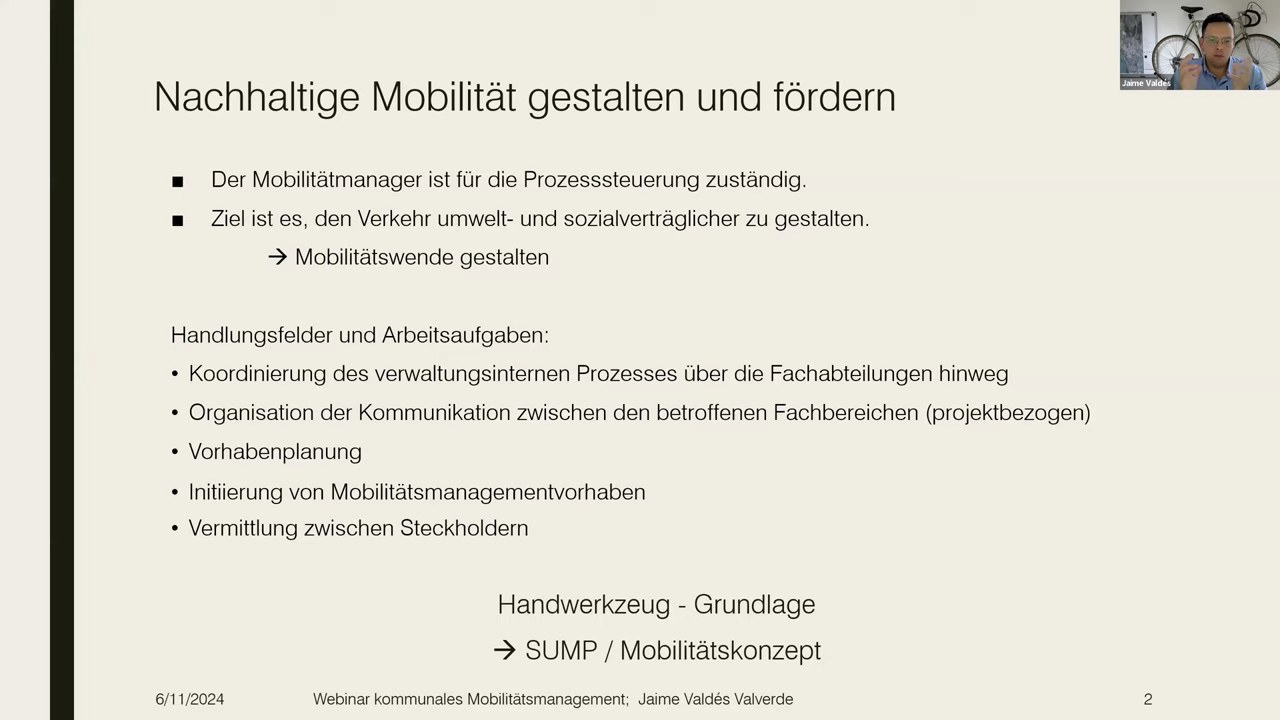 Nachhaltige Mobilität gestalten und fördern
Jaime Valdés
■ Der Mobilitätmanager ist für die Prozesssteuerung zuständig.
■ Ziel ist es, den Verkehr umwelt- und sozialverträglicher zu gestalten.
→ Mobilitätswende gestalten
Handlungsfelder und Arbeitsaufgaben:
• Koordinierung des verwaltungsinternen Prozesses über die Fachabteilungen hinweg
• Organisation der Kommunikation zwischen den betroffenen Fachbereichen (projektbezogen)
• Vorhabenplanung
• Initiierung von Mobilitätsmanagementvorhaben
• Vermittlung zwischen Steckholdern
Handwerkzeug - Grundlage
→ SUMP / Mobilitätskonzept
6/11/2024 Webinar kommunales Mobilitätsmanagement; Jaime Valdés Valverde 2